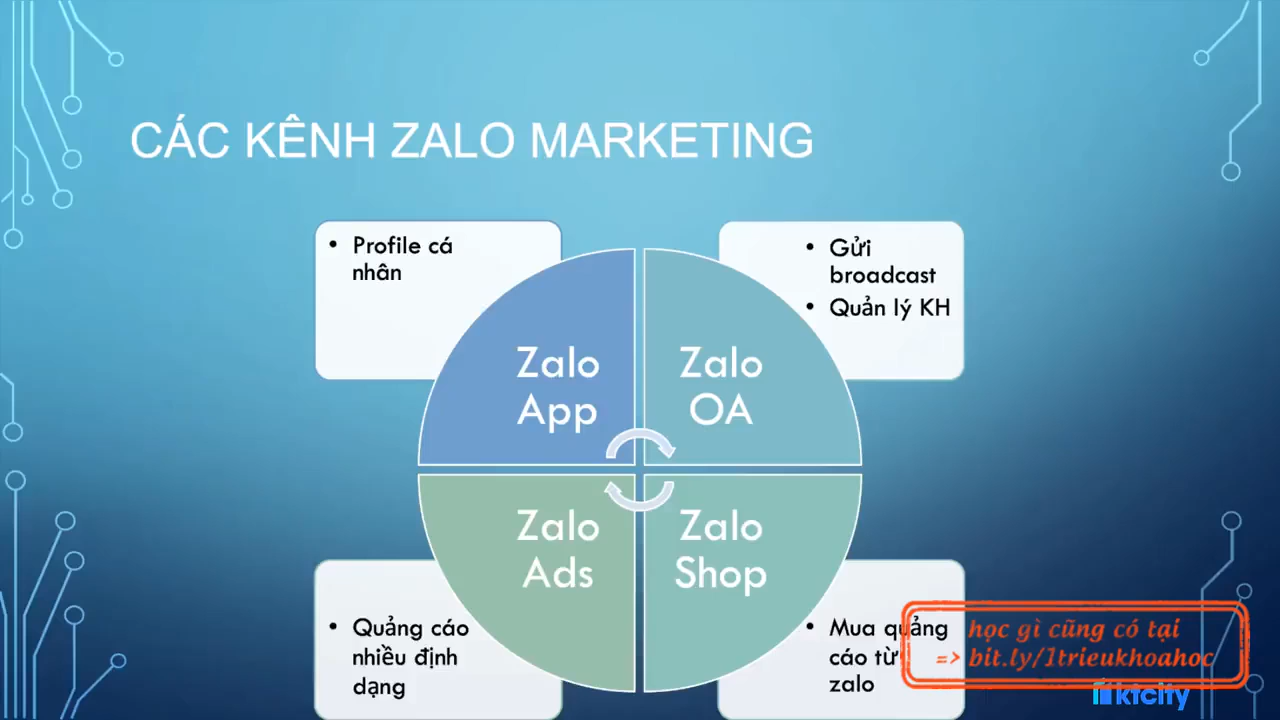 CÁC KÊNH ZALO MARKETING
• Profile cá
nhân
• Gửi
broadcast
• Quản lý KH
Zalo
App
Zalo
OA
Zalo
Ads
Zalo
Shop
• Quảng cáo
nhiều định
dạng
• Mua quảng
cáo từ
zalo
học gì cũng có tại
=> bit.ly/1trieukhoahoc
ktcity